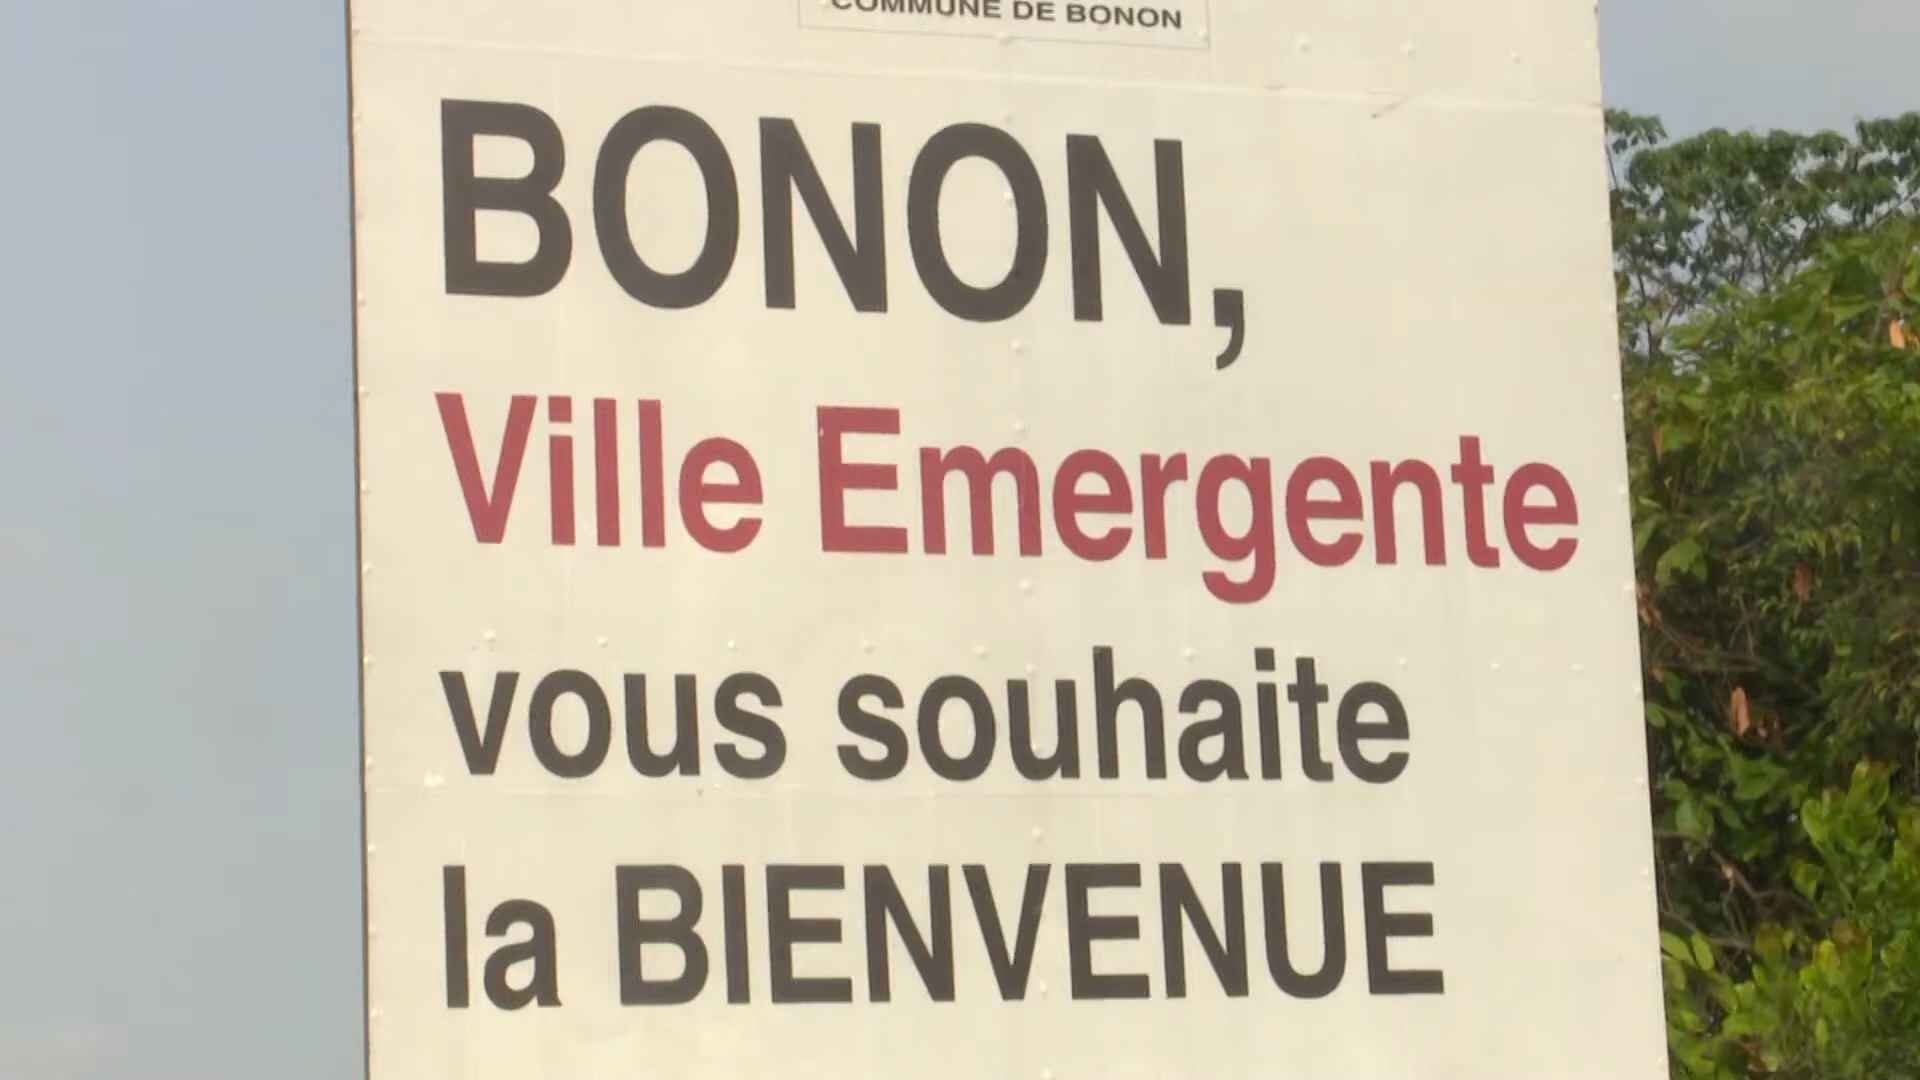 COMMUNE DE BONON
BONON,
Ville Emergente
vous souhaite
la BIENVENUE